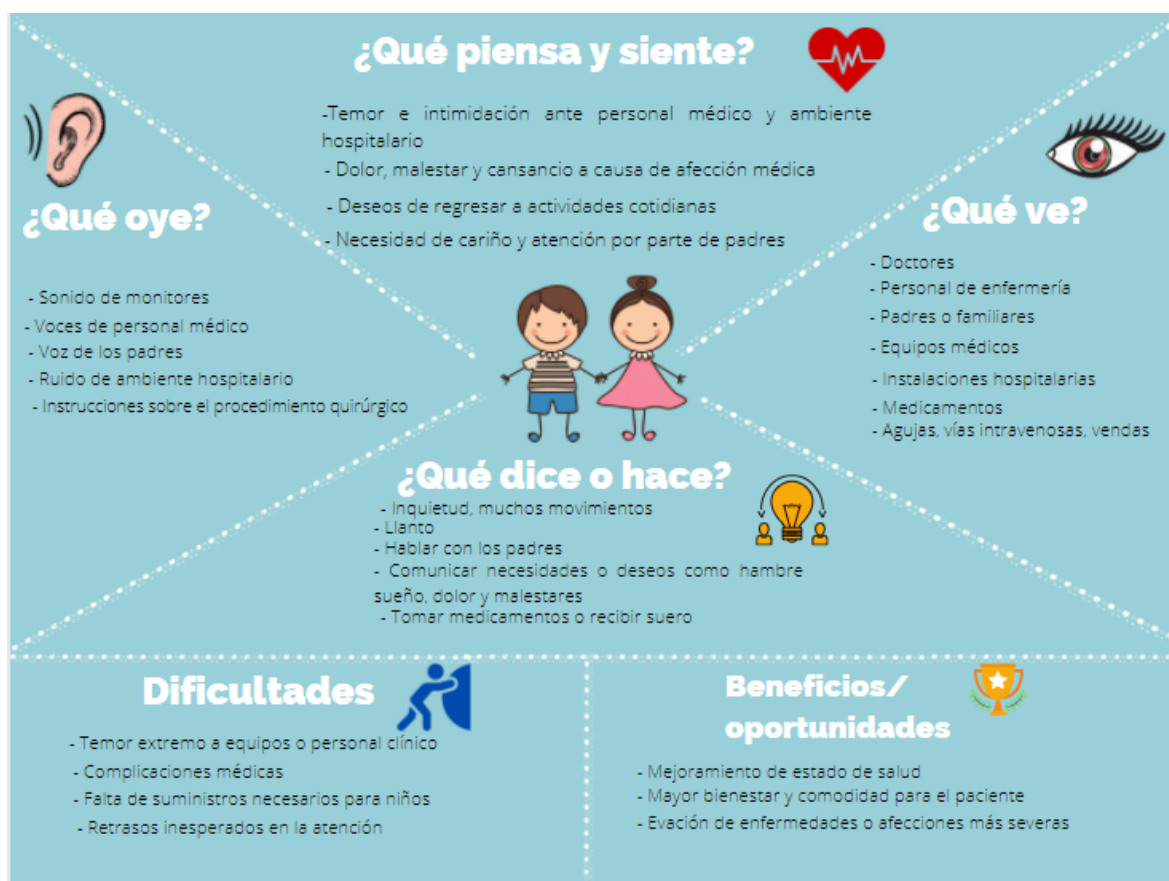 ¿Qué piensa y siente?
-Temor e intimidación ante personal médico y ambiente
hospitalario
- Dolor, malestar y cansancio a causa de afección médica
- Deseos de regresar a actividades cotidianas
- Necesidad de cariño y atención por parte de padres
¿Qué oye?
- Sonido de monitores
- Voces de personal médico
- Voz de los padres
- Ruido de ambiente hospitalario
- Instrucciones sobre el procedimiento quirúrgico
¿Qué ve?
- Doctores
- Personal de enfermería
- Padres o familiares
- Equipos médicos
- Instalaciones hospitalarias
- Medicamentos
- Agujas, vías intravenosas, vendas
¿Qué dice o hace?
- Inquietud, muchos movimientos
- Llanto
- Hablar con los padres
- Comunicar necesidades o deseos como hambre
sueño, dolor y malestares
- Tomar medicamentos o recibir suero
Dificultades
- Temor extremo a equipos o personal clínico
- Complicaciones médicas
- Falta de suministros necesarios para niños
- Retrasos inesperados en la atención
Beneficios/
oportunidades
- Mejoramiento de estado de salud
- Mayor bienestar y comodidad para el paciente
- Evación de enfermedades o afecciones más severas